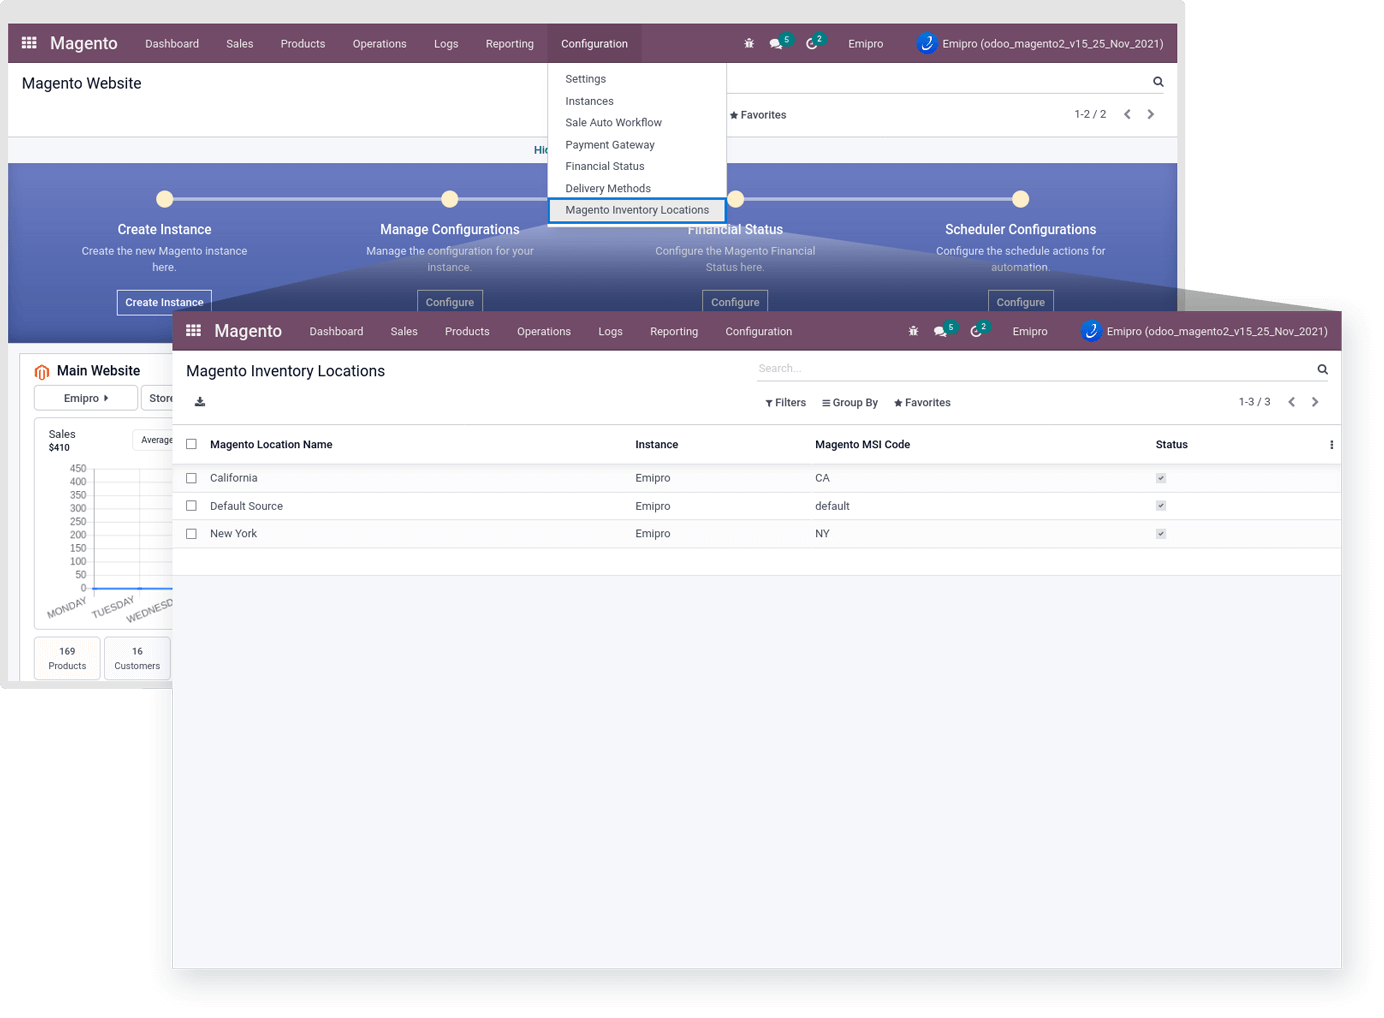 Magento Dashboard Sales Products Operations Logs Reporting Configuration 5 2 Emipro Emipro (odoo_magento2_v15_25_Nov_2021)
Magento Website
Favorites 1-2 / 2
Settings
Instances
Sale Auto Workflow
Payment Gateway
Financial Status
Delivery Methods
Magento Inventory Locations
Create Instance
Create the new Magento instance
here.
Create Instance
Manage Configurations
Manage the configuration for your
instance.
Configure
Financial Status
Configure the Magento Financial
Status here.
Configure
Scheduler Configurations
Configure the schedule actions for
automation.
Configure
Main Website
Emipro
Sales
$410
Average
450
400
350
300
250
200
150
100
50
0
MONDAY
TUESDAY
169
Products
16
Customers
Magento Dashboard Sales Products Operations Logs Reporting Configuration 5 2 Emipro Emipro (odoo_magento2_v15_25_Nov_2021)
Magento Inventory Locations
Search...
Filters Group By Favorites 1-3 / 3
Magento Location Name Instance Magento MSI Code Status
California Emipro CA
Default Source Emipro default
New York Emipro NY